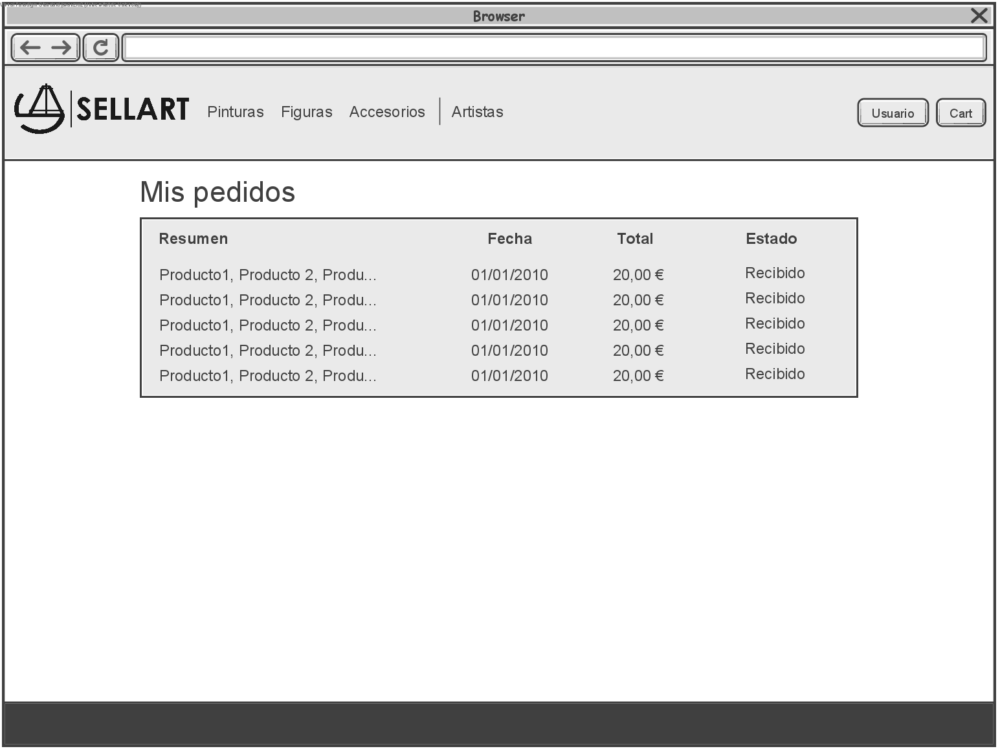 Browser
SELLART
Pinturas Figuras Accesorios Artistas
Usuario Cart
Mis pedidos
Resumen Fecha Total Estado
Producto1, Producto 2, Produ... 01/01/2010 20,00 € Recibido
Producto1, Producto 2, Produ... 01/01/2010 20,00 € Recibido
Producto1, Producto 2, Produ... 01/01/2010 20,00 € Recibido
Producto1, Producto 2, Produ... 01/01/2010 20,00 € Recibido
Producto1, Producto 2, Produ... 01/01/2010 20,00 € Recibido